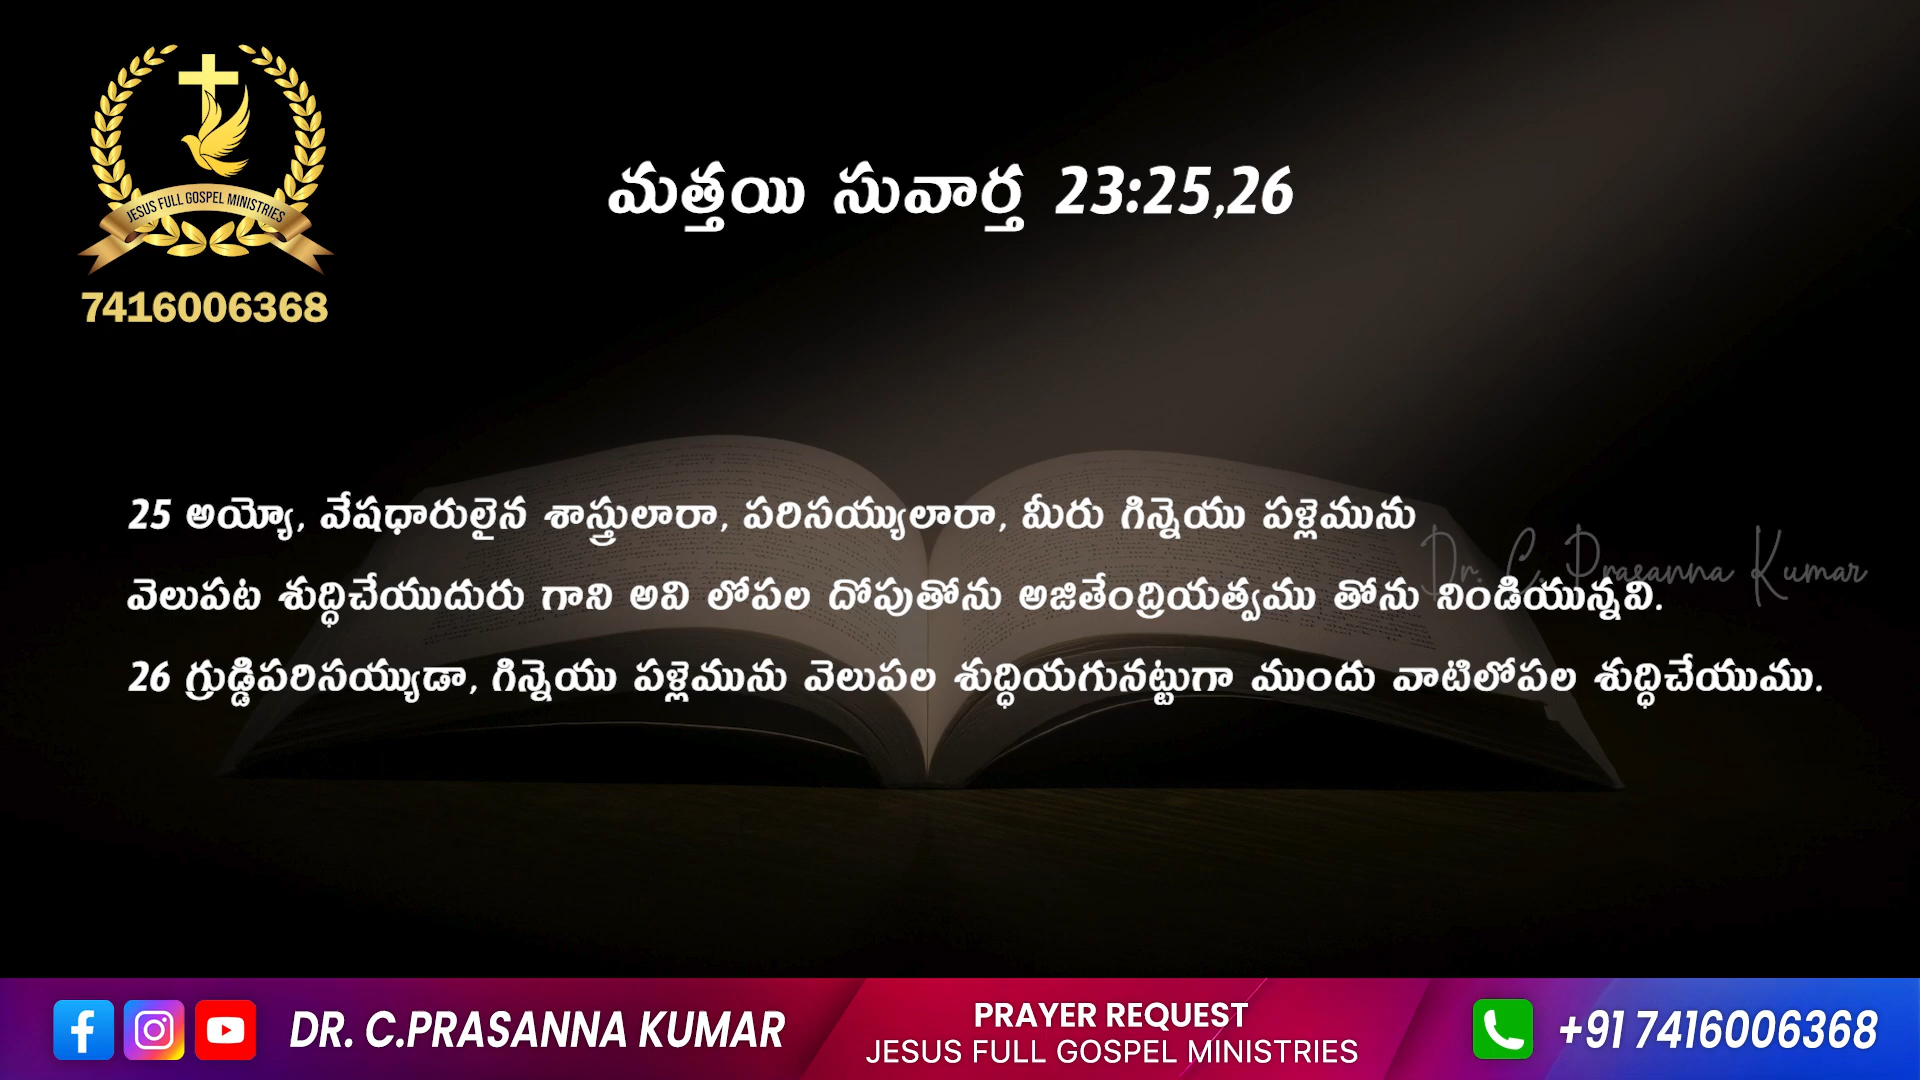 JESUS FULL GOSPEL MINISTRIES
7416006368
మత్తయి సువార్త 23:25,26
25 అయ్యో, వేషధారులైన శాస్త్రులారా, పరిసయ్యులారా, మీరు గిన్నెయు పళ్లెమును
వెలుపట శుద్ధిచేయుదురు గాని అవి లోపల దోపుతోను అజితేంద్రియత్వము తోను నిండియున్నవి.
26 గ్రుడ్డిపరిసయ్యుడా, గిన్నెయు పళ్లెమును వెలుపల శుద్ధియగునట్టుగా ముందు వాటిలోపల శుద్ధిచేయుము.
Dr. C. Prasanna Kumar
DR. C.PRASANNA KUMAR
PRAYER REQUEST
JESUS FULL GOSPEL MINISTRIES
+91 7416006368